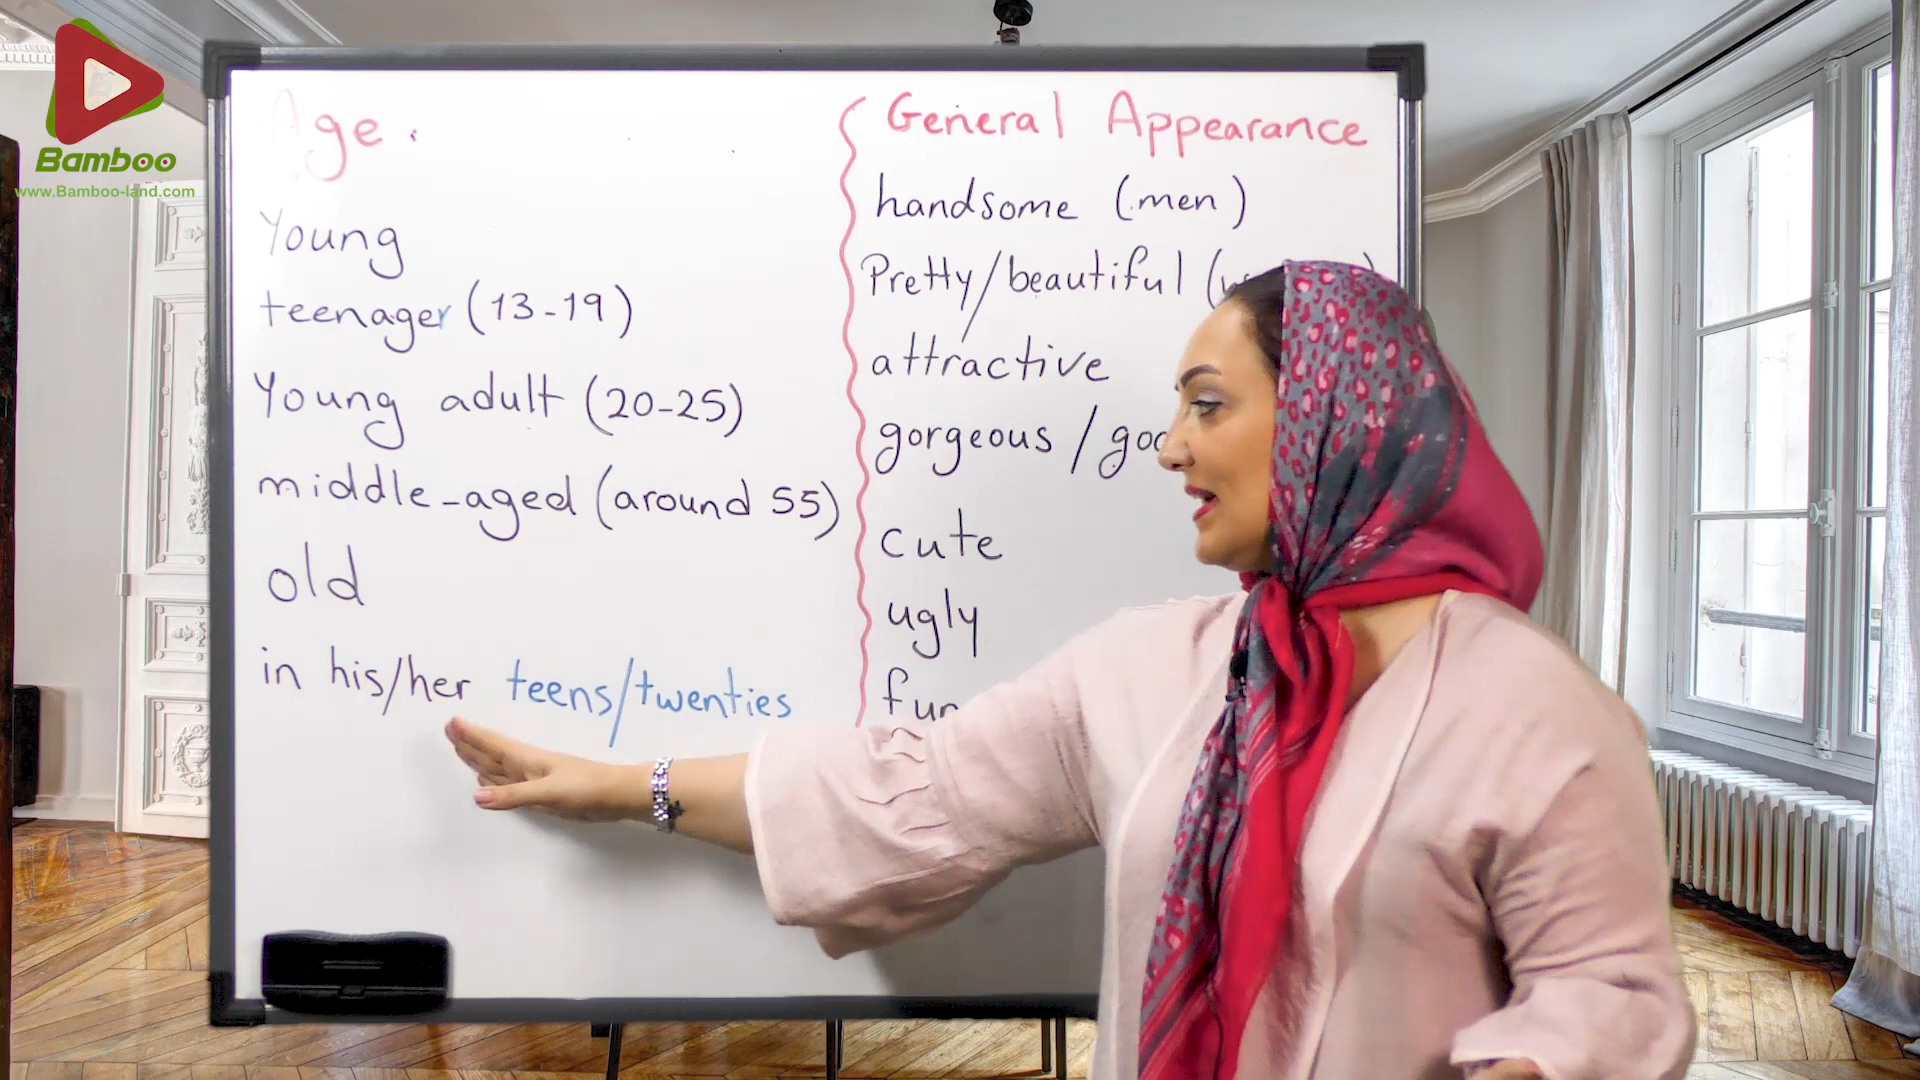 Bamboo
www.Bamboo-land.com
Age.
Young
teenager (13-19)
Young adult (20-25)
middle-aged (around 55)
old
in his/her teens/twenties
General Appearance
handsome (men)
Pretty/beautiful
attractive
gorgeous /
cute
ugly